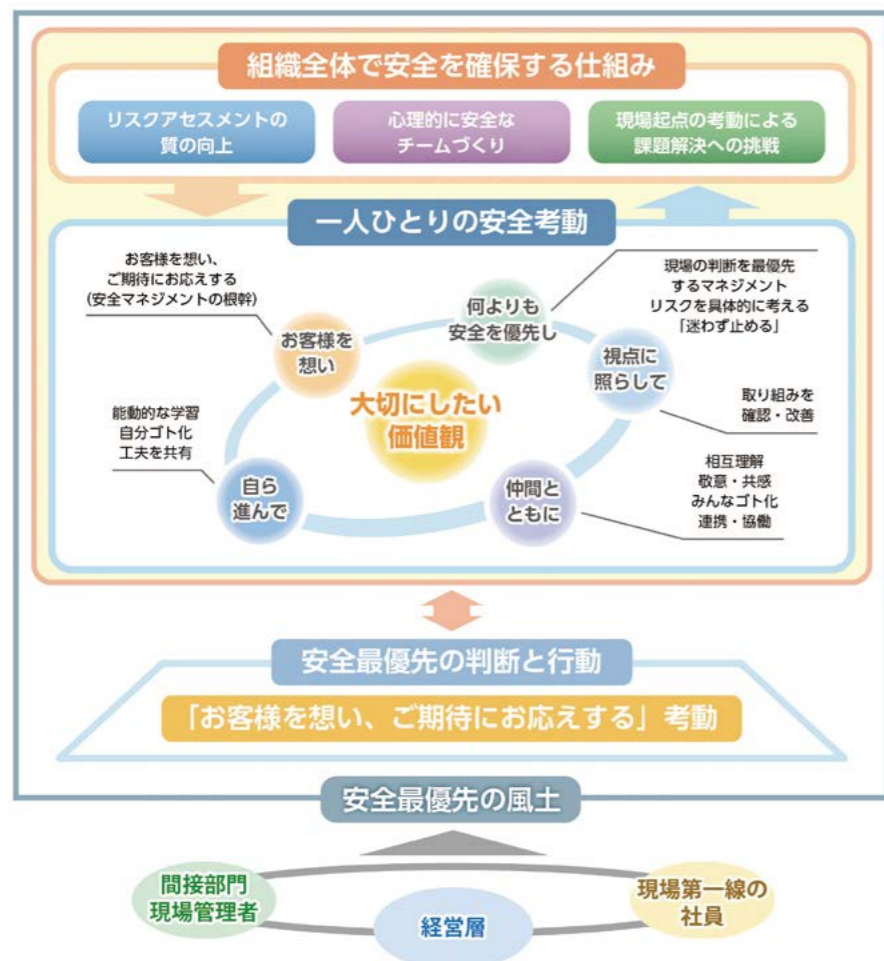 組織全体で安全を確保する仕組み
リスクアセスメントの
質の向上
心理的に安全な
チームづくり
現場起点の考動による
課題解決への挑戦
一人ひとりの安全考動
お客様を想い、
ご期待にお応えする
(安全マネジメントの根幹)
お客様を
想い
何よりも
安全を優先し
現場の判断を最優先
するマネジメント
リスクを具体的に考える
「迷わず止める」
視点に
照らして
取り組みを
確認・改善
大切にしたい
価値観
能動的な学習
自分ゴト化
工夫を共有
自ら
進んで
仲間と
ともに
相互理解
敬意・共感
みんなゴト化
連携・協働
安全最優先の判断と行動
「お客様を想い、ご期待にお応えする」考動
安全最優先の風土
間接部門
現場管理者
経営層
現場第一線の
社員